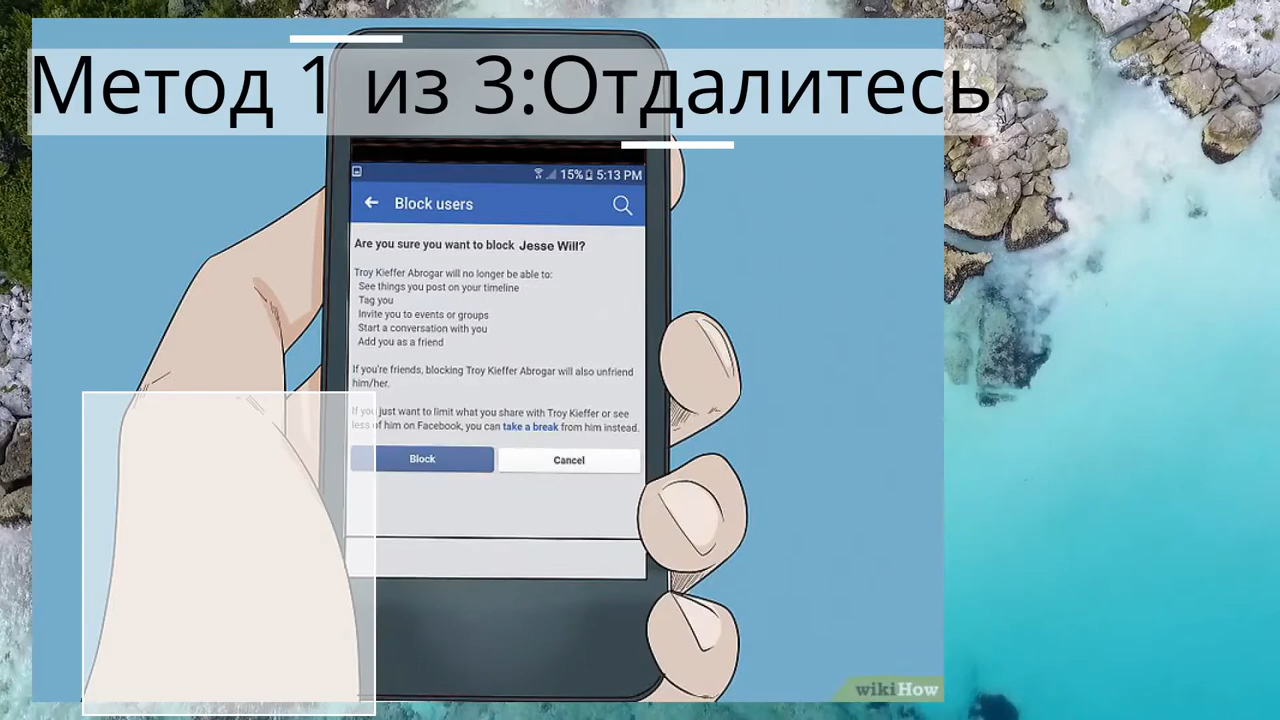 Метод 1 из 3:Отдалитесь
15% 5:13 PM
Block users
Are you sure you want to block Jesse Will?
Troy Kieffer Abrogar will no longer be able to:
See things you post on your timeline
Tag you
Invite you to events or groups
Start a conversation with you
Add you as a friend
If you're friends, blocking Troy Kieffer Abrogar will also unfriend
him/her.
If you just want to limit what you share with Troy Kieffer or see
less of him on Facebook, you can take a break from him instead.
Block Cancel
wikiHow